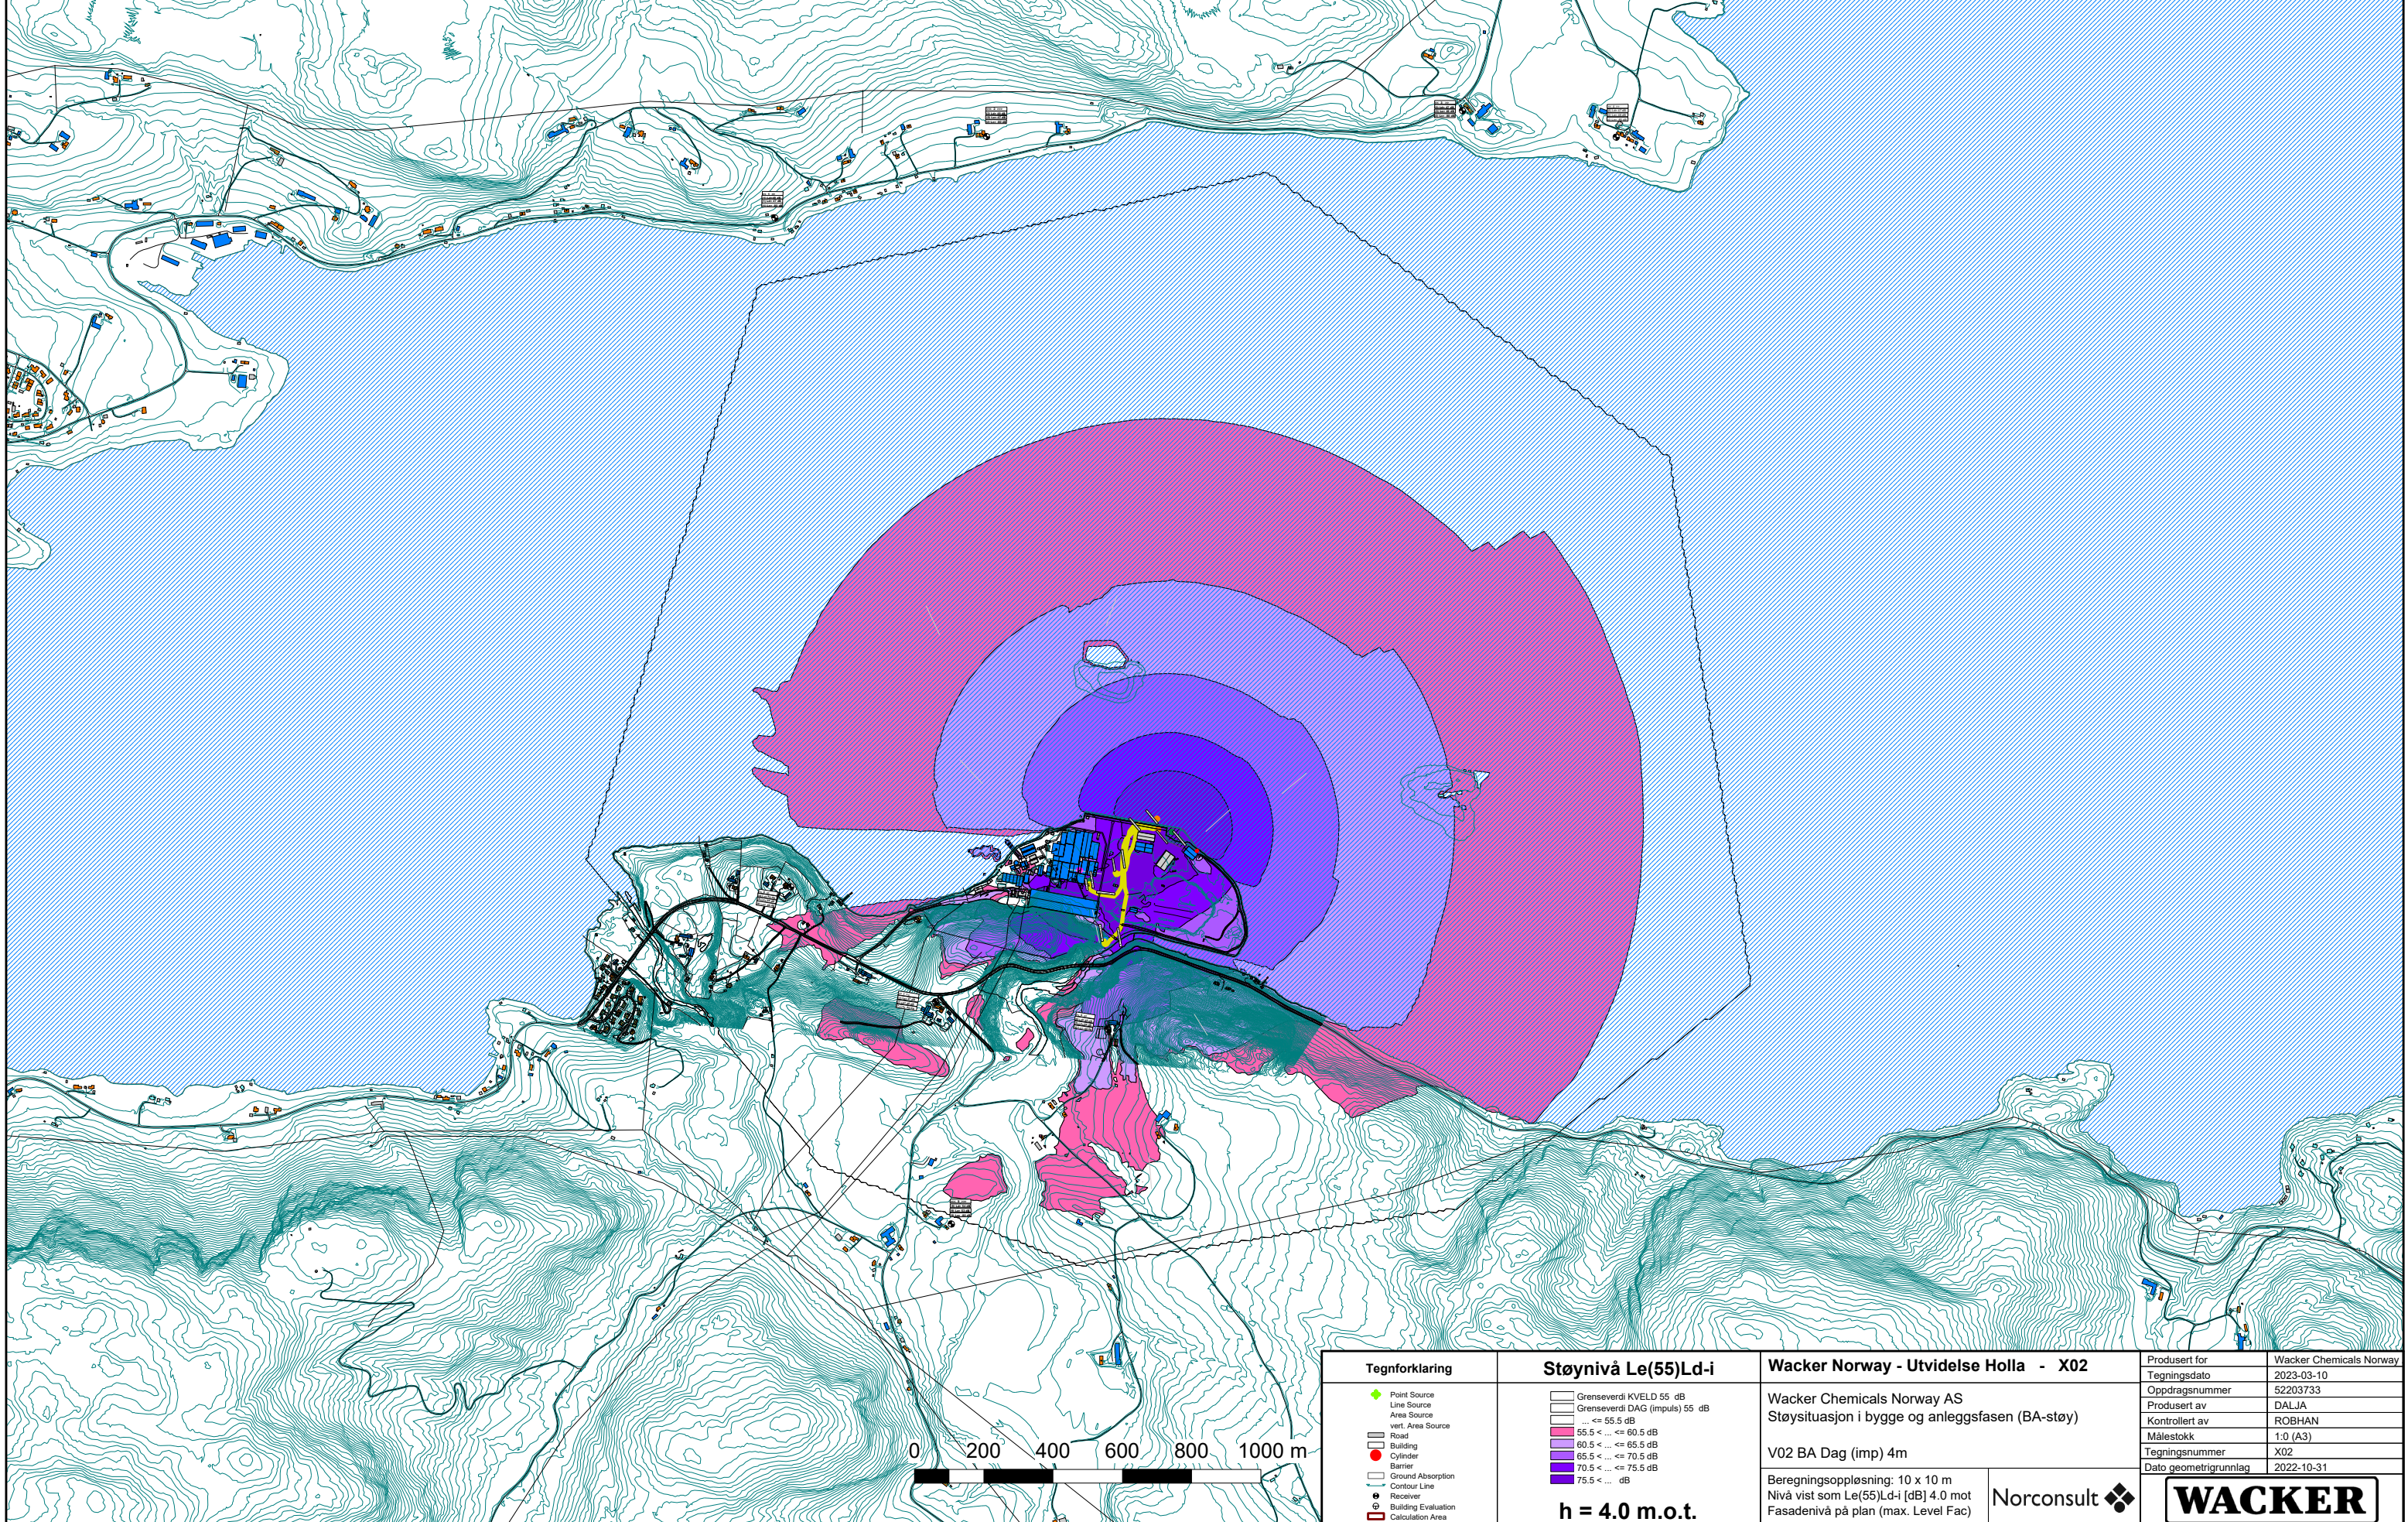 0 200 400 600 800 1000 m
Tegnforklaring
Point Source
Line Source
Area Source
vert. Area Source
Road
Building
Cylinder
Barrier
Ground Absorption
Contour Line
Receiver
Building Evaluation
Calculation Area
Støynivå Le(55)Ld-i
Grenseverdi KVELD 55 dB
Grenseverdi DAG (impuls) 55 dB
... <= 55.5 dB
55.5 < ... <= 60.5 dB
60.5 < ... <= 65.5 dB
65.5 < ... <= 70.5 dB
70.5 < ... <= 75.5 dB
75.5 < ... dB
h = 4.0 m.o.t.
Wacker Norway - Utvidelse Holla - X02
Wacker Chemicals Norway AS
Støysituasjon i bygge og anleggsfasen (BA-støy)
V02 BA Dag (imp) 4m
Beregningsoppløsning: 10 x 10 m
Nivå vist som Le(55)Ld-i [dB] 4.0 mot
Fasadenivå på plan (max. Level Fac)
Norconsult
Produsert for Wacker Chemicals Norway
Tegningsdato 2023-03-10
Oppdragsnummer 52203733
Produsert av DALJA
Kontrollert av ROBHAN
Målestokk 1:0 (A3)
Tegningsnummer X02
Dato geometrigrunnlag 2022-10-31
WACKER